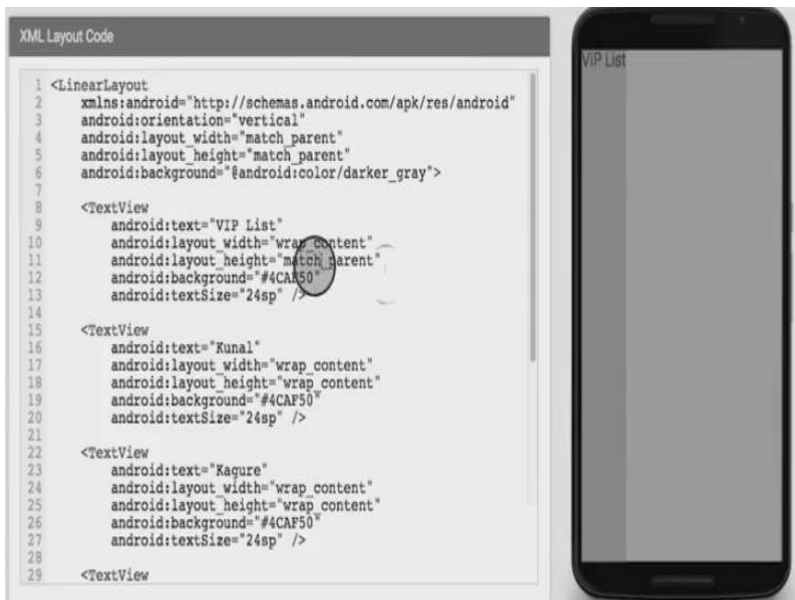 XML Layout Code
1 <LinearLayout
2 xmlns:android="http://schemas.android.com/apk/res/android"
3 android:orientation="vertical"
4 android:layout_width="match_parent"
5 android:layout_height="match_parent"
6 android:background="@android:color/darker_gray">
7
8 <TextView
9 android:text="VIP List"
10 android:layout_width="wrap_content"
11 android:layout_height="match_parent"
12 android:background="#4CAF50"
13 android:textSize="24sp" />
14
15 <TextView
16 android:text="Kunal"
17 android:layout_width="wrap_content"
18 android:layout_height="wrap_content"
19 android:background="#4CAF50"
20 android:textSize="24sp" />
21
22 <TextView
23 android:text="Kagure"
24 android:layout_width="wrap_content"
25 android:layout_height="wrap_content"
26 android:background="#4CAF50"
27 android:textSize="24sp" />
28
29 <TextView
VIP List